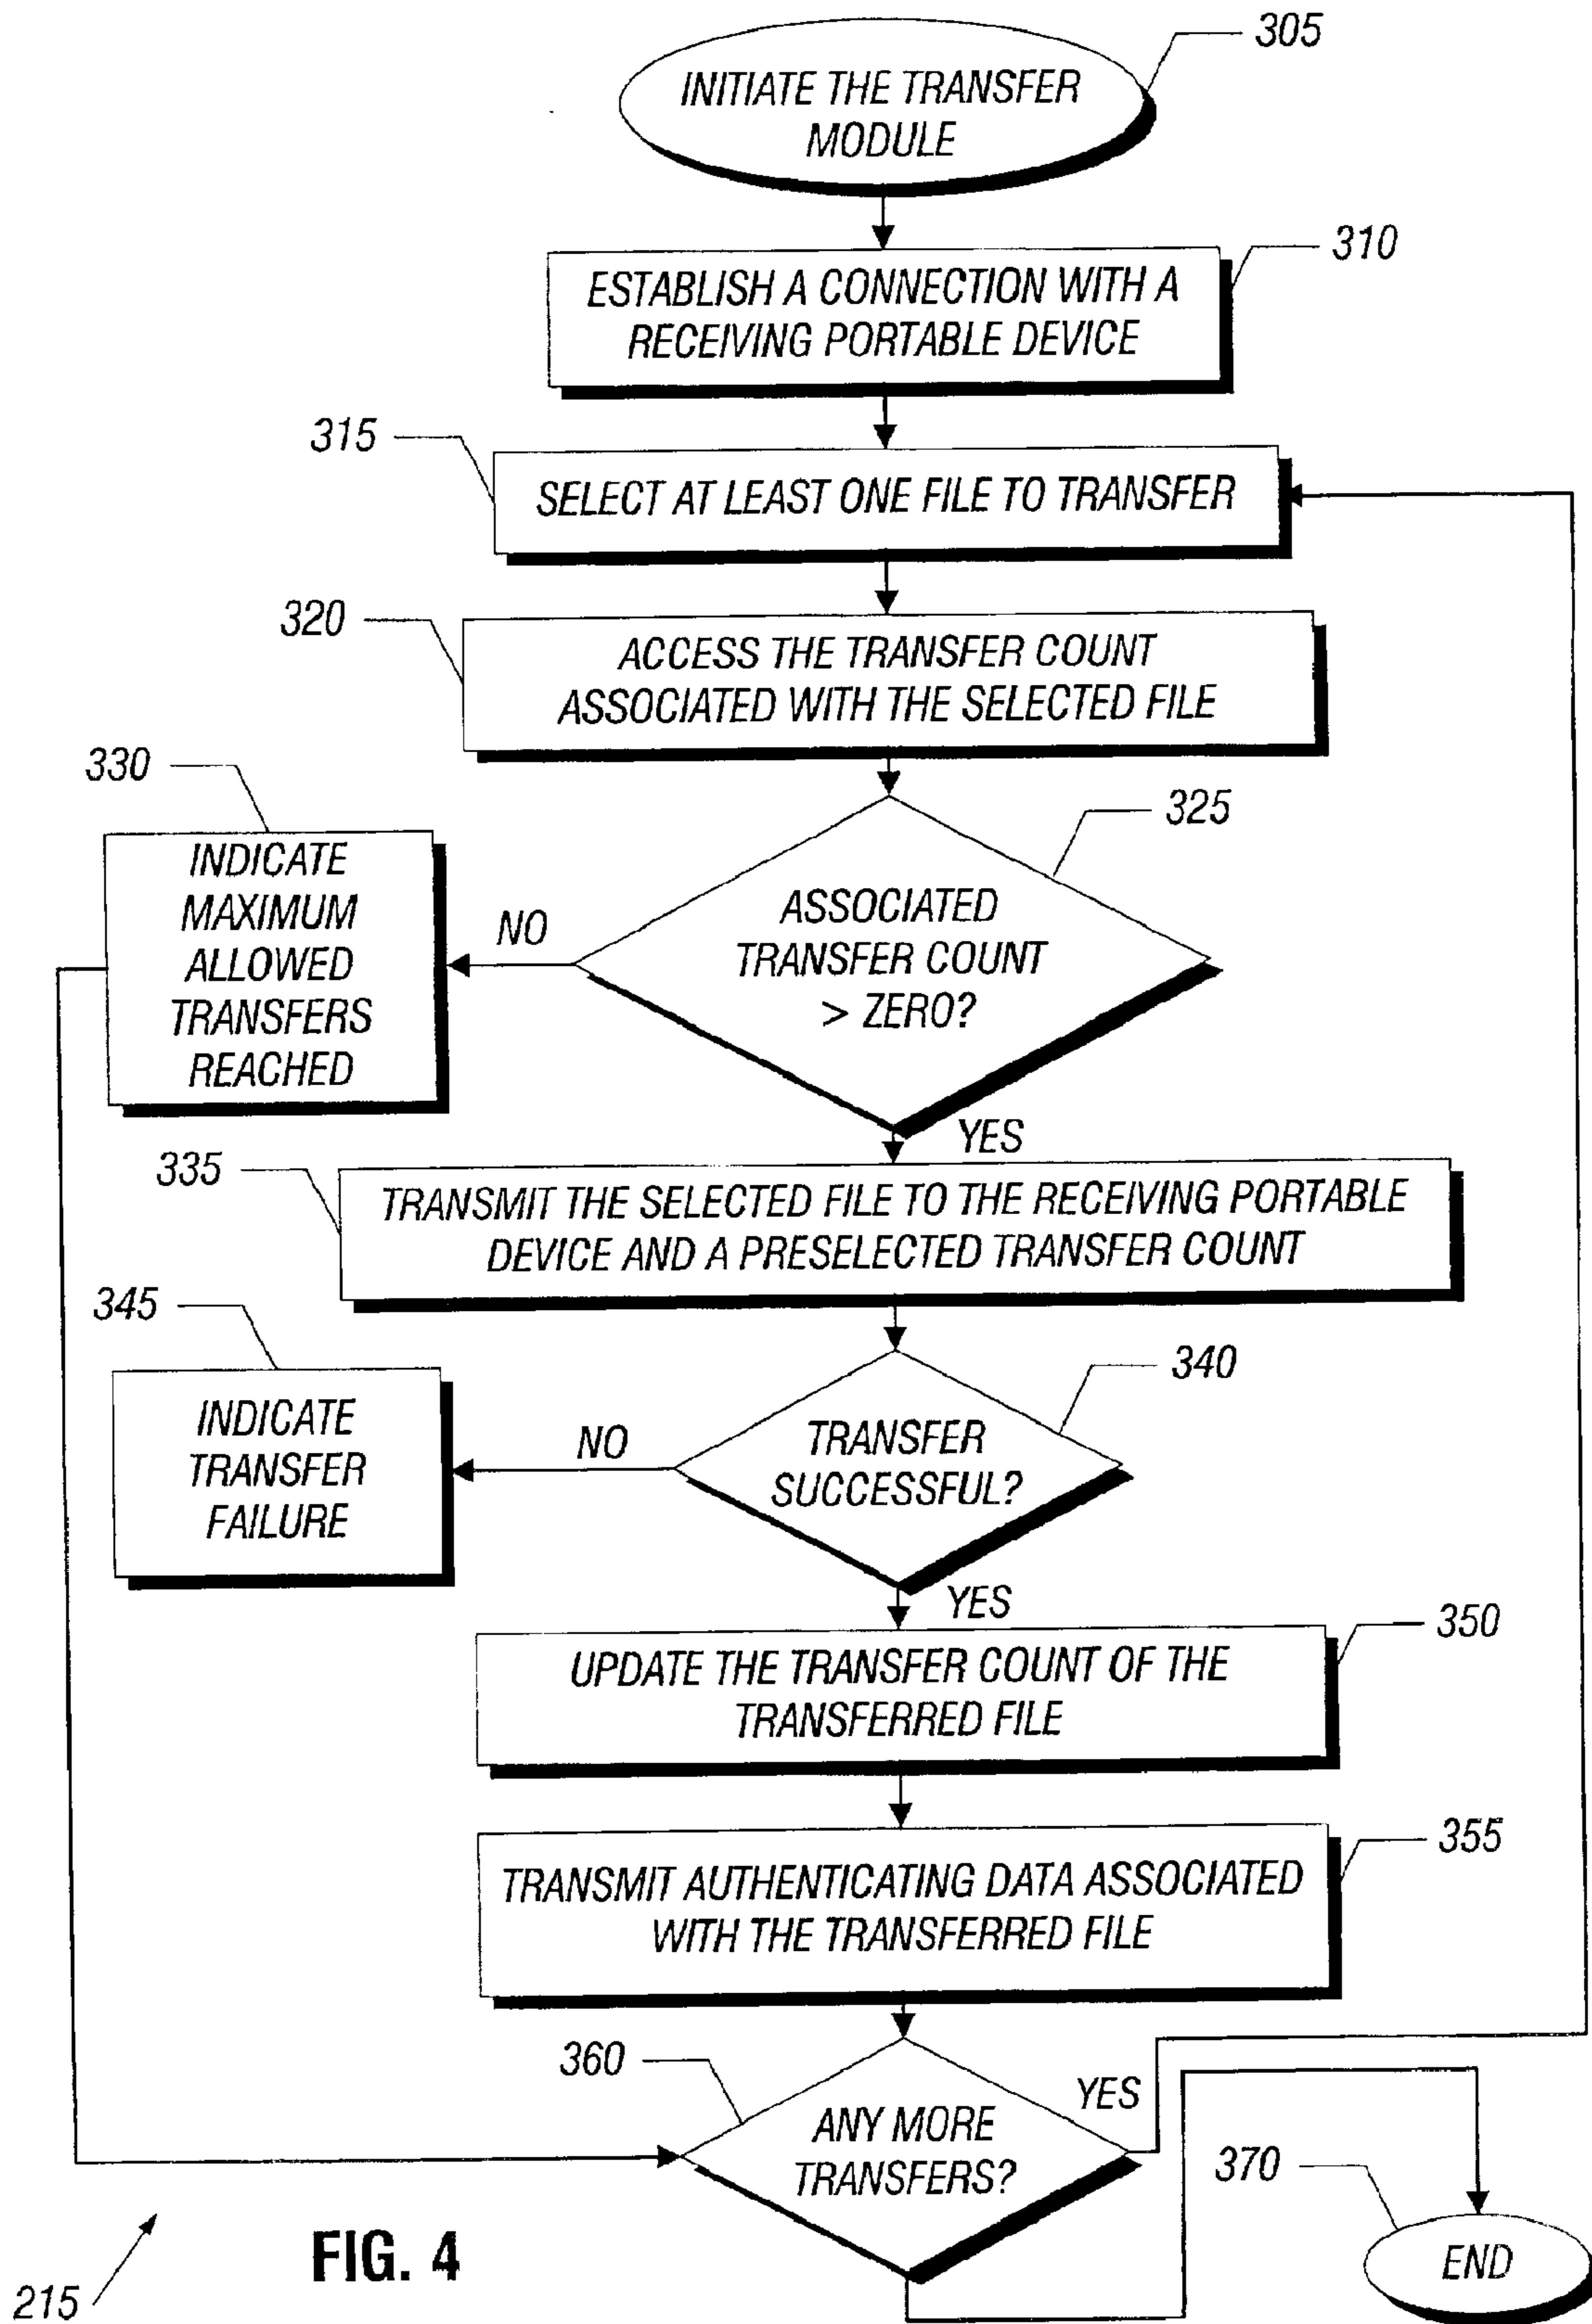 305
INITIATE THE TRANSFER
MODULE
310
ESTABLISH A CONNECTION WITH A
RECEIVING PORTABLE DEVICE
315
SELECT AT LEAST ONE FILE TO TRANSFER
320
ACCESS THE TRANSFER COUNT
ASSOCIATED WITH THE SELECTED FILE
330
325
INDICATE
MAXIMUM
ALLOWED
TRANSFERS
REACHED
NO
ASSOCIATED
TRANSFER COUNT
> ZERO?
YES
335
TRANSMIT THE SELECTED FILE TO THE RECEIVING PORTABLE
DEVICE AND A PRESELECTED TRANSFER COUNT
345
340
INDICATE
TRANSFER
FAILURE
NO
TRANSFER
SUCCESSFUL?
YES
350
UPDATE THE TRANSFER COUNT OF THE
TRANSFERRED FILE
355
TRANSMIT AUTHENTICATING DATA ASSOCIATED
WITH THE TRANSFERRED FILE
360
YES
ANY MORE
TRANSFERS?
370
END
FIG. 4
215